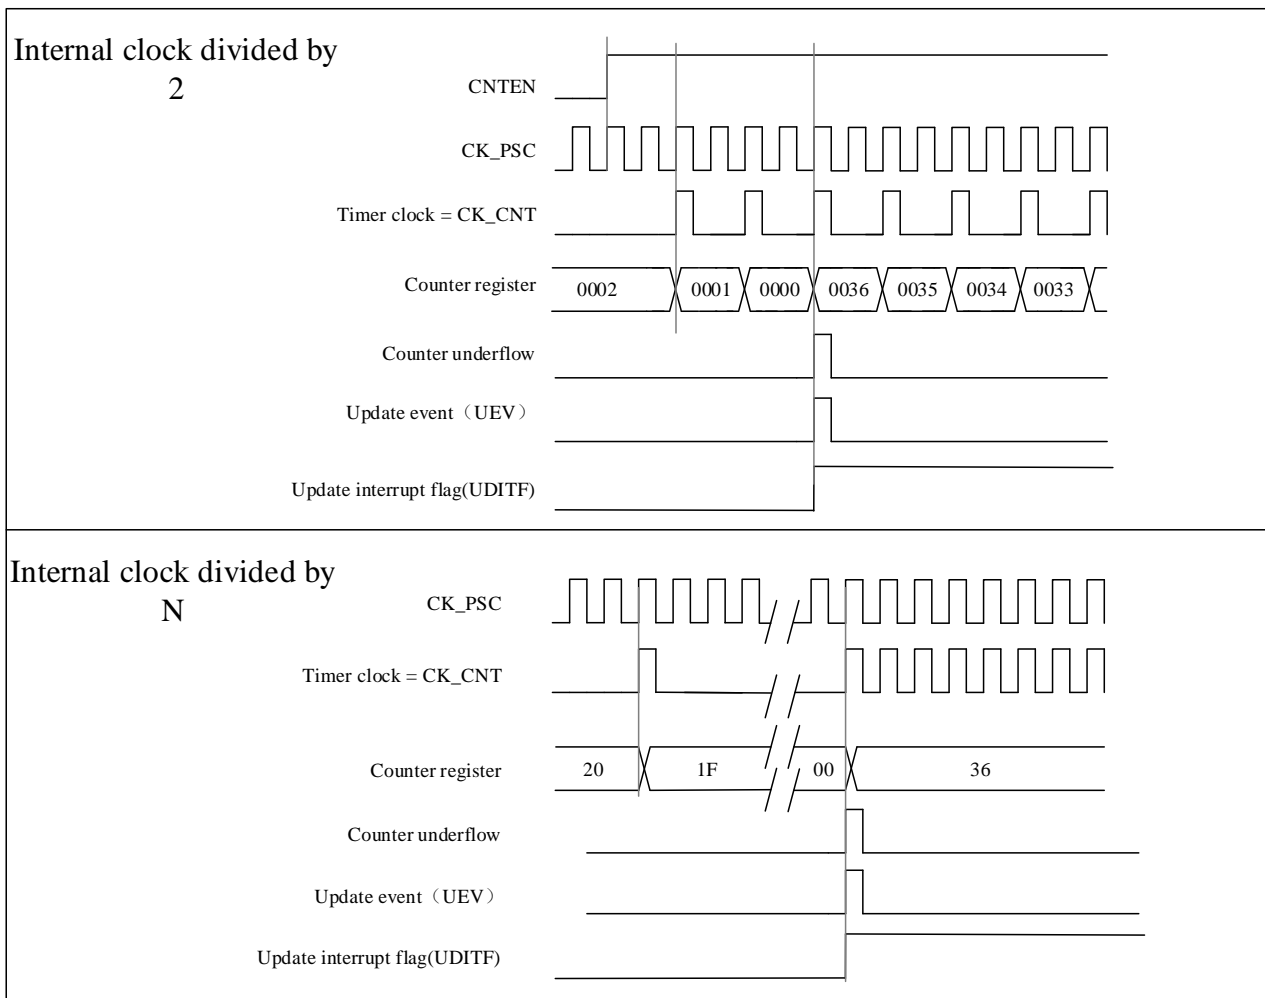 Internal clock divided by
2
CNTEN
CK_PSC
Timer clock = CK_CNT
Counter register
0002 0001 0000 0036 0035 0034 0033
Counter underflow
Update event（UEV）
Update interrupt flag(UDITF)
Internal clock divided by
N
CK_PSC
Timer clock = CK_CNT
Counter register
20 1F 00 36
Counter underflow
Update event（UEV）
Update interrupt flag(UDITF)